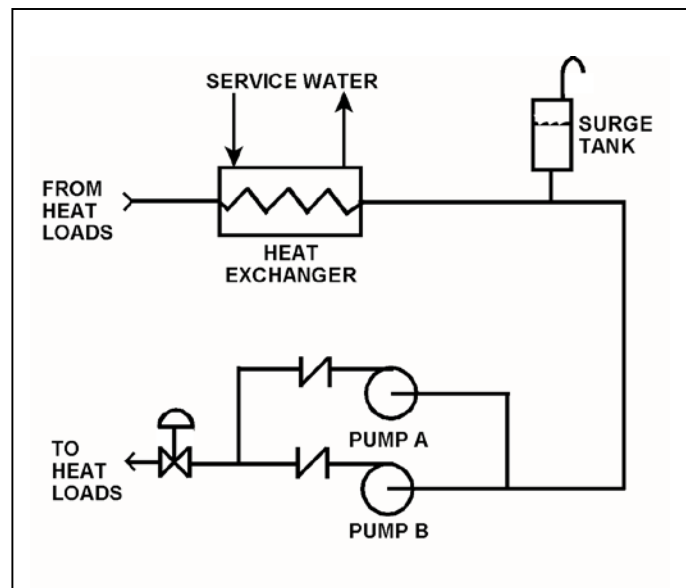 SERVICE WATER
SURGE
TANK
FROM
HEAT
LOADS
HEAT
EXCHANGER
PUMP A
TO
HEAT
LOADS
PUMP B